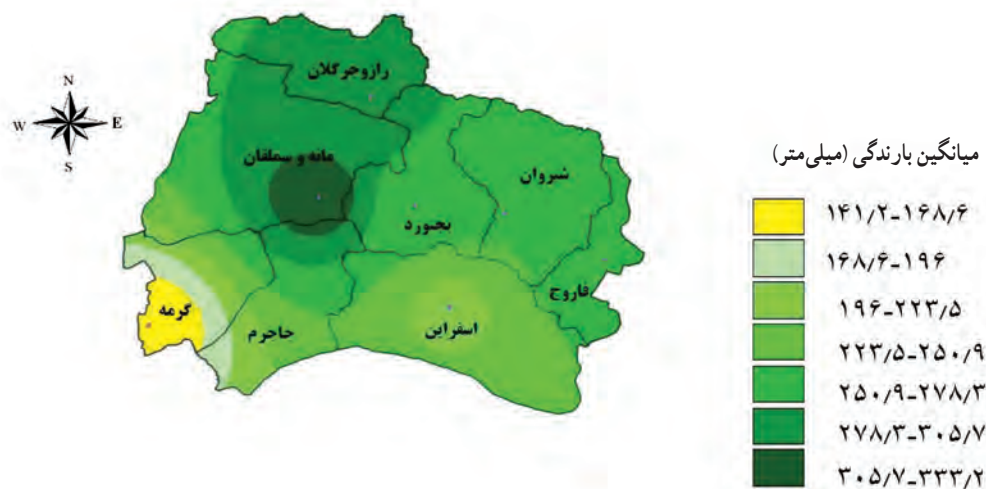 N
W E
S
رازوجرگلان
مانه و سملقان
شیروان
بجنورد
فاروج
گرمه
جاجرم
اسفراین
میانگین بارندگی (میلی‌متر)
۱۴۱/۲-۱۶۸/۶
۱۶۸/۶-۱۹۶
۱۹۶-۲۲۳/۵
۲۲۳/۵-۲۵۰/۹
۲۵۰/۹-۲۷۸/۳
۲۷۸/۳-۳۰۵/۷
۳۰۵/۷-۳۳۳/۲